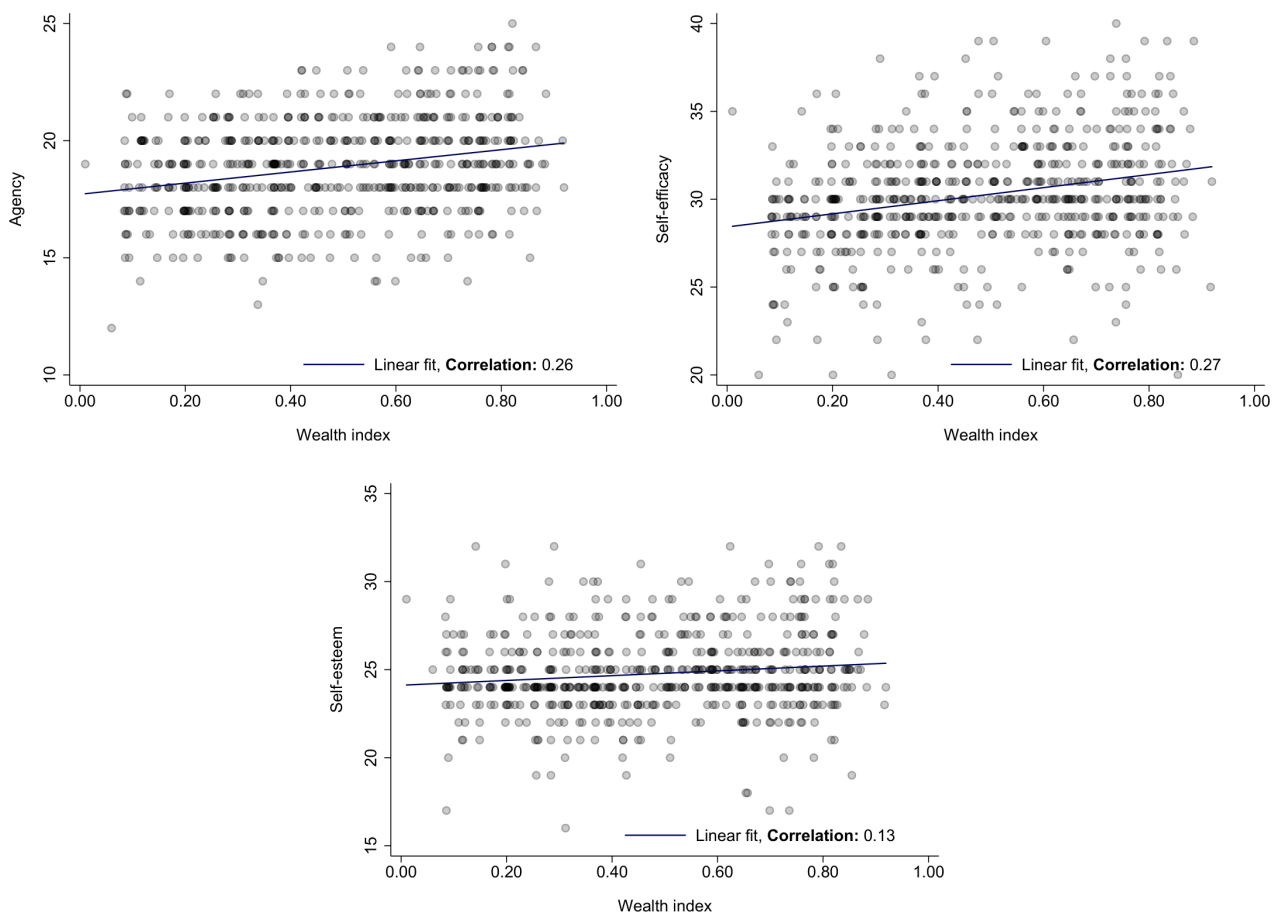 25
20
15
10
Agency
Linear fit, Correlation: 0.26
0.00 0.20 0.40 0.60 0.80 1.00
Wealth index
40
35
30
25
20
Self-efficacy
Linear fit, Correlation: 0.27
0.00 0.20 0.40 0.60 0.80 1.00
Wealth index
35
30
25
20
15
Self-esteem
Linear fit, Correlation: 0.13
0.00 0.20 0.40 0.60 0.80 1.00
Wealth index